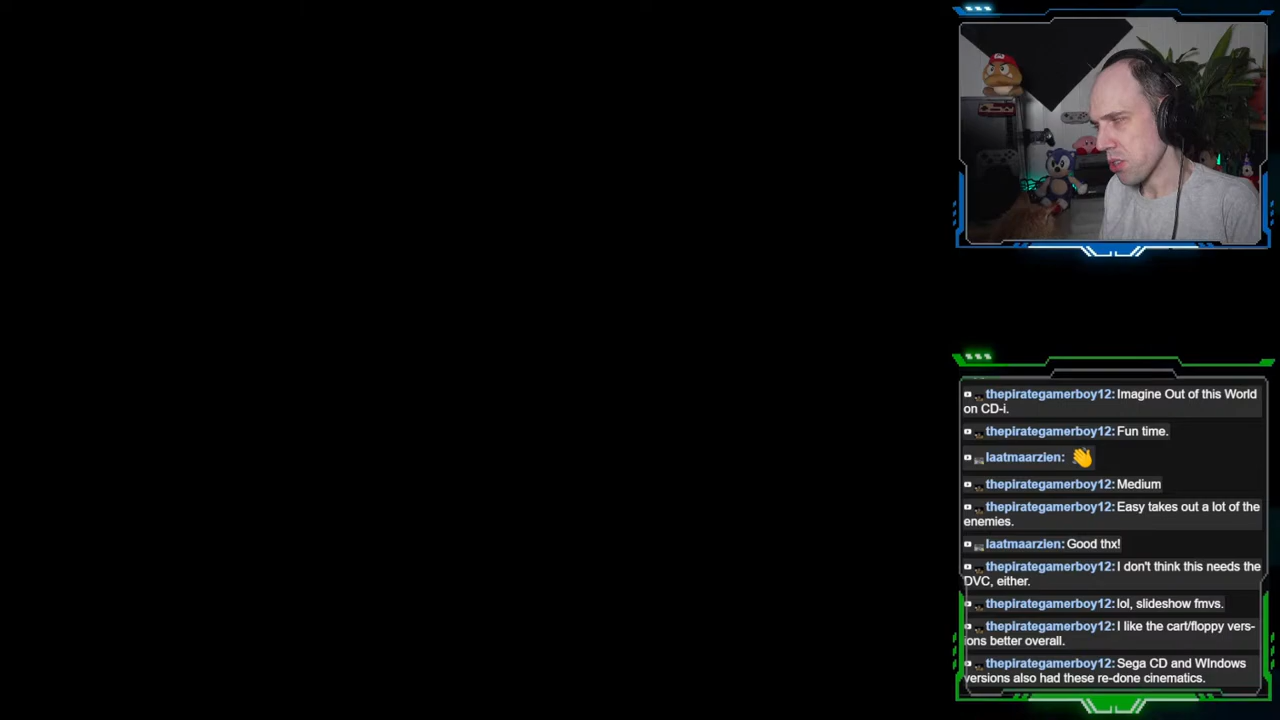 thepirategamerboy12: Imagine Out of this World
on CD-i.
thepirategamerboy12: Fun time.
laatmaarzien: 👋
thepirategamerboy12: Medium
thepirategamerboy12: Easy takes out a lot of the
enemies.
laatmaarzien: Good thx!
thepirategamerboy12: I don't think this needs the
DVC, either.
thepirategamerboy12: lol, slideshow fmvs.
thepirategamerboy12: I like the cart/floppy vers-
ions better overall.
thepirategamerboy12: Sega CD and WIndows
versions also had these re-done cinematics.